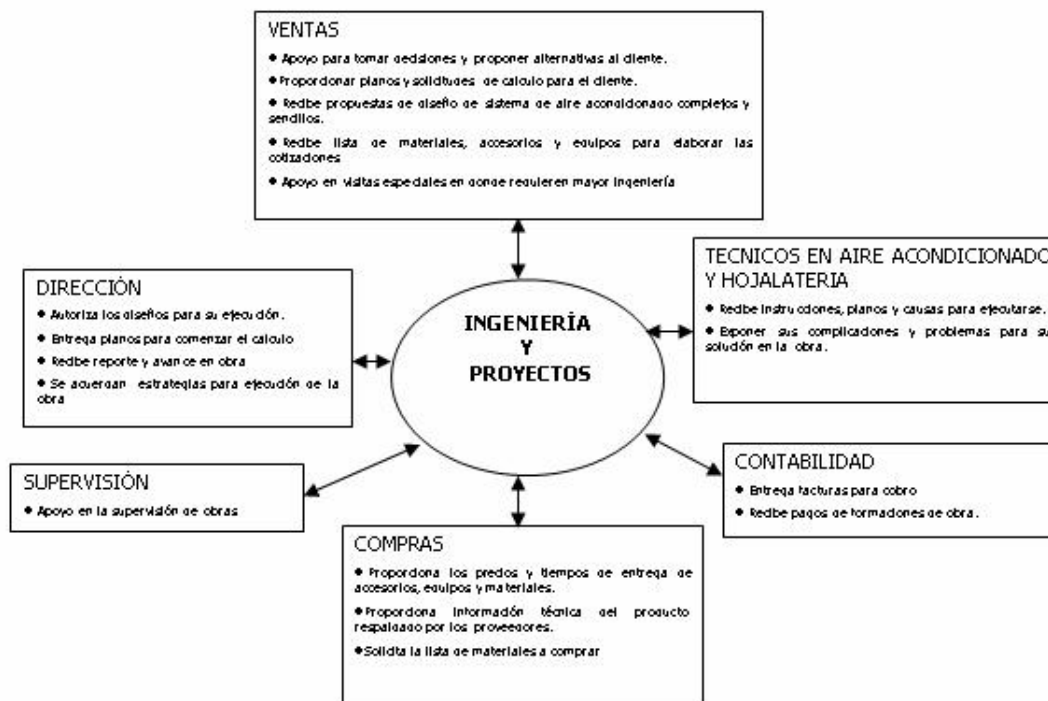 VENTAS
● Apoyo para tomar decisiones y proponer alternativas al cliente.
● Proporcionar planos y solicitudes de calculo para el cliente.
● Recibe propuestas de diseño de sistema de aire acondicionado complejos y
sencillos.
● Recibe lista de materiales, accesorios y equipos para elaborar las
cotizaciones
● Apoyo en visitas especiales en donde requieren mayor ingeniería
DIRECCIÓN
● Autoriza los diseños para su ejecución.
● Entrega planos para comenzar el calculo
● Recibe reporte y avance en obra
● Se acuerdan estrategias para ejecución de la
obra
INGENIERÍA
Y
PROYECTOS
TECNICOS EN AIRE ACONDICIONADO
Y HOJALATERIA
● Recibe instrucciones, planos y causas para ejecutarse.
● Exponer sus complicaciones y problemas para su
solución en la obra.
SUPERVISIÓN
● Apoyo en la supervisión de obras
CONTABILIDAD
● Entrega facturas para cobro
● Recibe pagos de formaciones de obra.
COMPRAS
● Proporciona los precios y tiempos de entrega de
accesorios, equipos y materiales.
● Proporciona información técnica del producto
respaldado por los proveedores.
● Solicita la lista de materiales a comprar